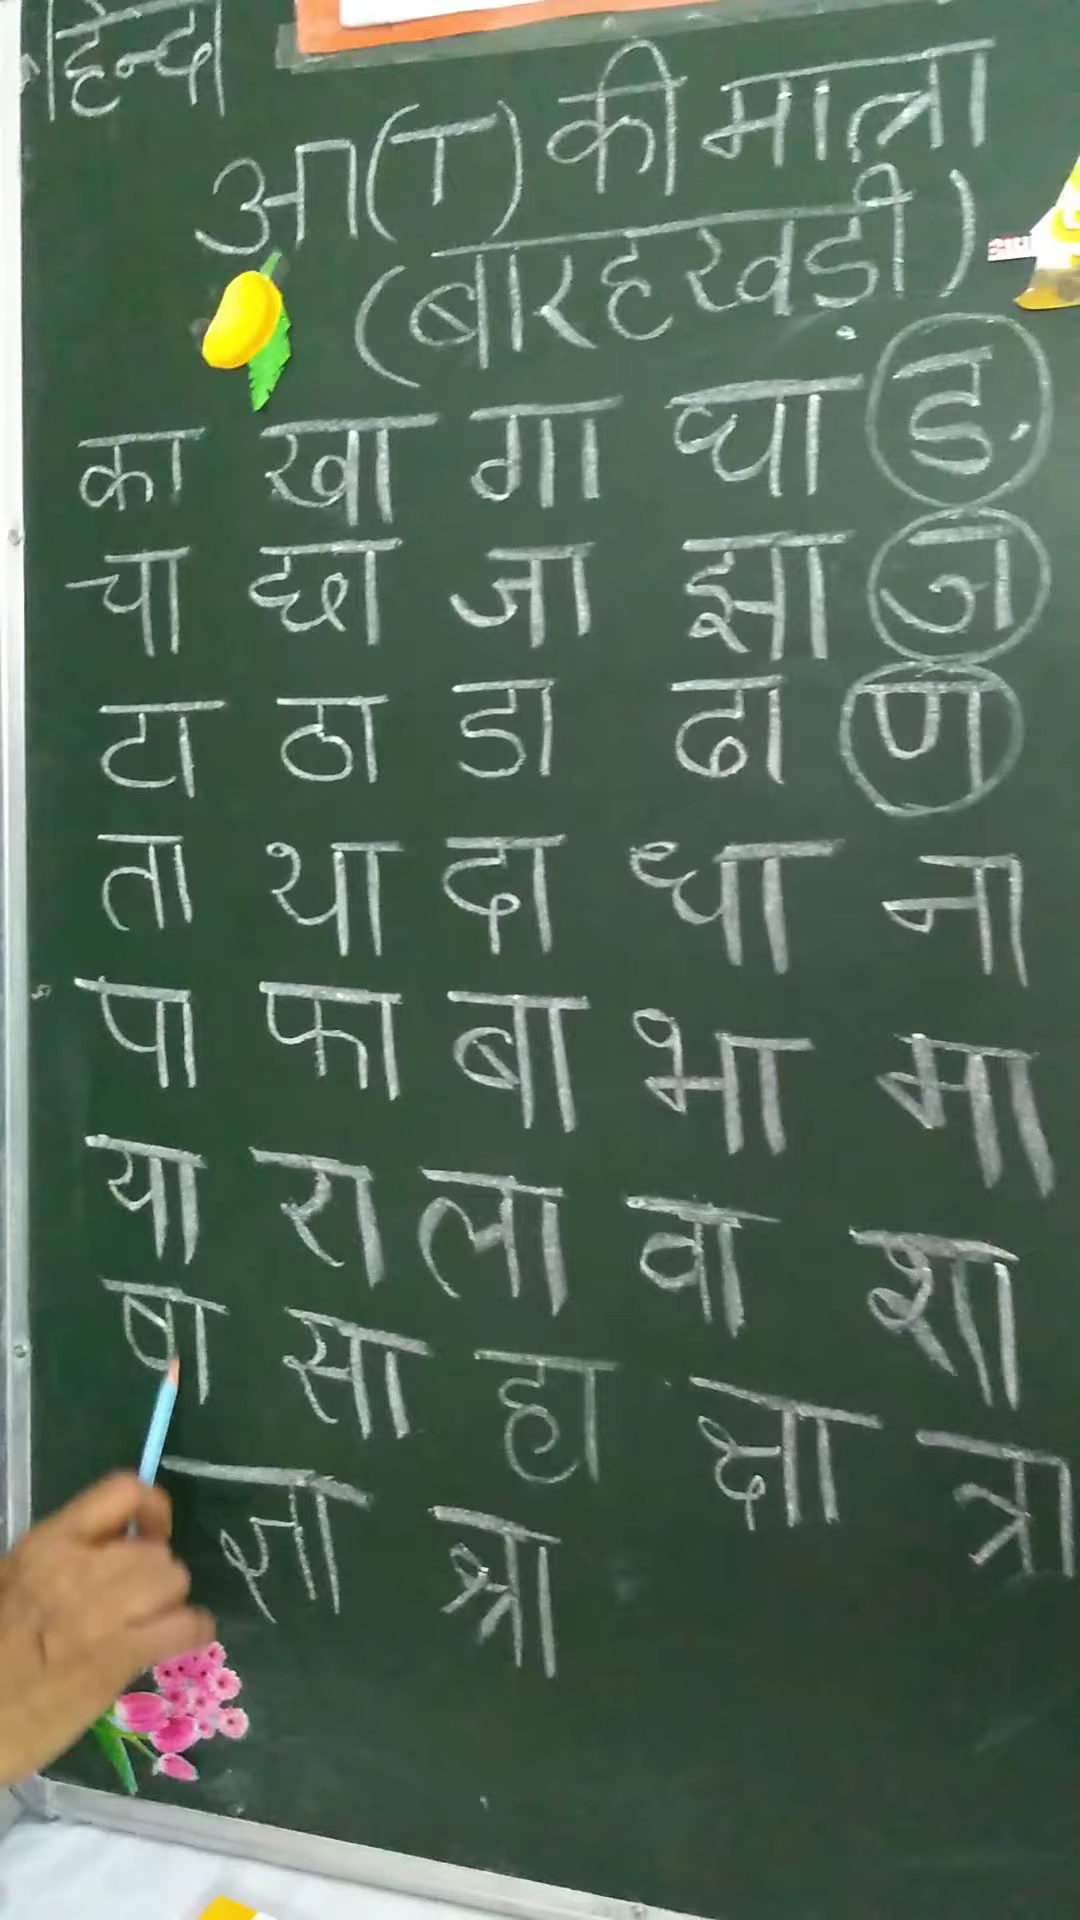 हिन्दी
आ(ा) की मात्रा
(बारहखड़ी)
का खा गा घा ङ
चा छा जा झा ञ
टा ठा डा ढा ण
ता था दा धा ना
पा फा बा भा मा
या रा ला वा शा
षा सा हा क्षा त्रा
ज्ञा श्रा